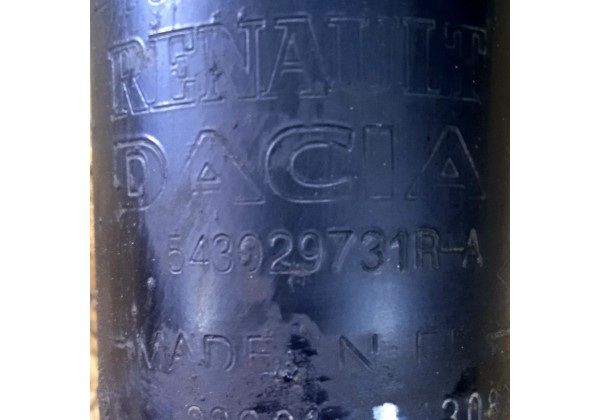 RENAULT
DACIA
543029731R-A
MADE IN